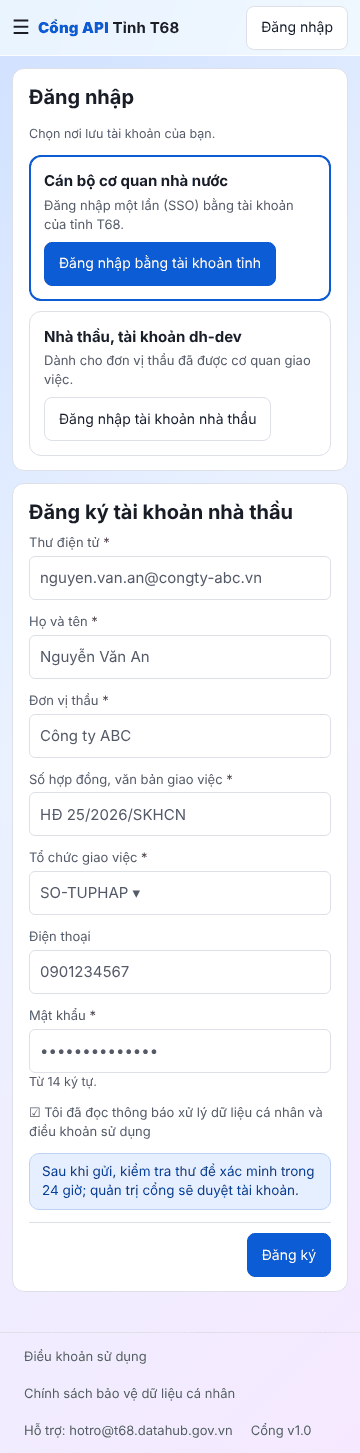 ☰ Cổng API Tỉnh T68
Đăng nhập
Đăng nhập
Chọn nơi lưu tài khoản của bạn.
Cán bộ cơ quan nhà nước
Đăng nhập một lần (SSO) bằng tài khoản
của tỉnh T68.
Đăng nhập bằng tài khoản tỉnh
Nhà thầu, tài khoản dh-dev
Dành cho đơn vị thầu đã được cơ quan giao
việc.
Đăng nhập tài khoản nhà thầu
Đăng ký tài khoản nhà thầu
Thư điện tử *
nguyen.van.an@congty-abc.vn
Họ và tên *
Nguyễn Văn An
Đơn vị thầu *
Công ty ABC
Số hợp đồng, văn bản giao việc *
HĐ 25/2026/SKHCN
Tổ chức giao việc *
SO-TUPHAP ▾
Điện thoại
0901234567
Mật khẩu *
••••••••••••••
Từ 14 ký tự.
☑ Tôi đã đọc thông báo xử lý dữ liệu cá nhân và
điều khoản sử dụng
Sau khi gửi, kiểm tra thư để xác minh trong
24 giờ; quản trị cổng sẽ duyệt tài khoản.
Đăng ký
Điều khoản sử dụng
Chính sách bảo vệ dữ liệu cá nhân
Hỗ trợ: hotro@t68.datahub.gov.vn Cổng v1.0